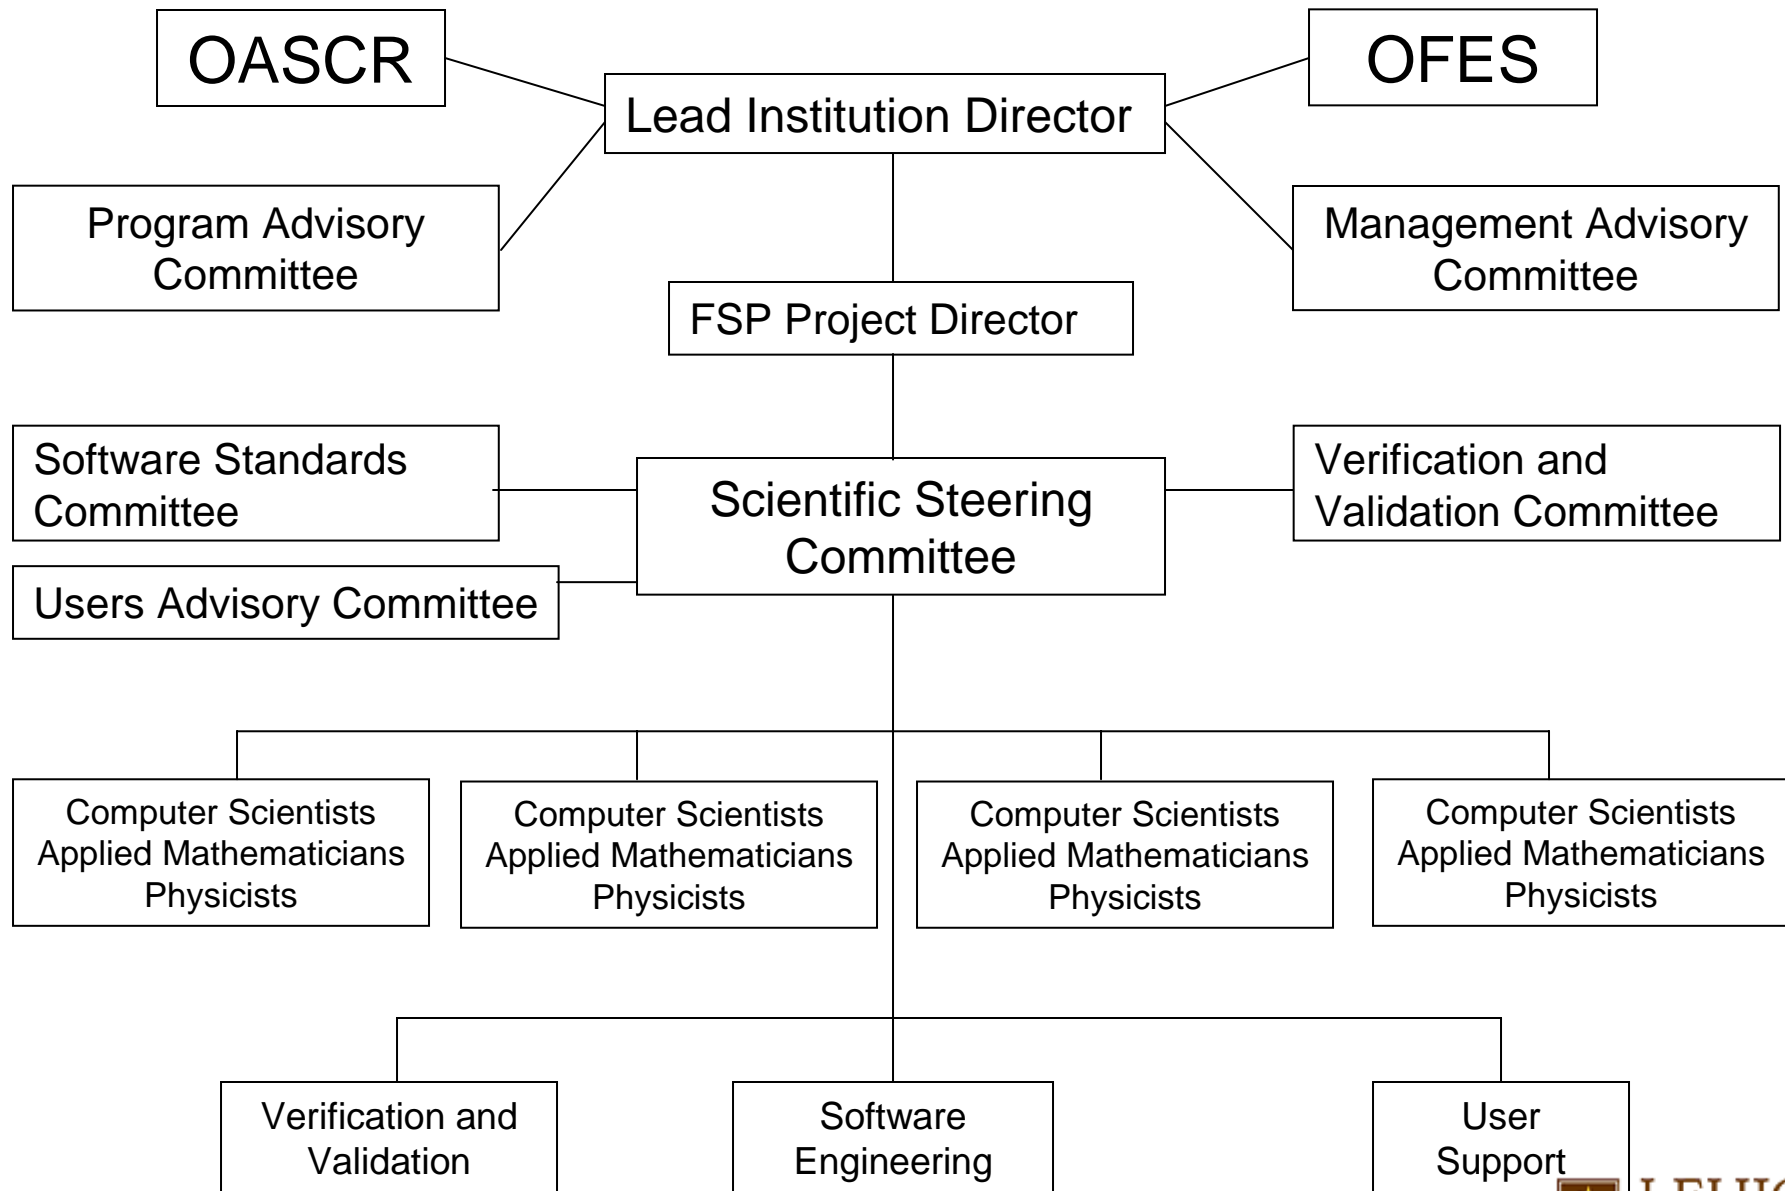 OASCR
OFES
Lead Institution Director
Program Advisory
Committee
Management Advisory
Committee
FSP Project Director
Software Standards
Committee
Scientific Steering
Committee
Verification and
Validation Committee
Users Advisory Committee
Computer Scientists
Applied Mathematicians
Physicists
Computer Scientists
Applied Mathematicians
Physicists
Computer Scientists
Applied Mathematicians
Physicists
Computer Scientists
Applied Mathematicians
Physicists
Verification and
Validation
Software
Engineering
User
Support